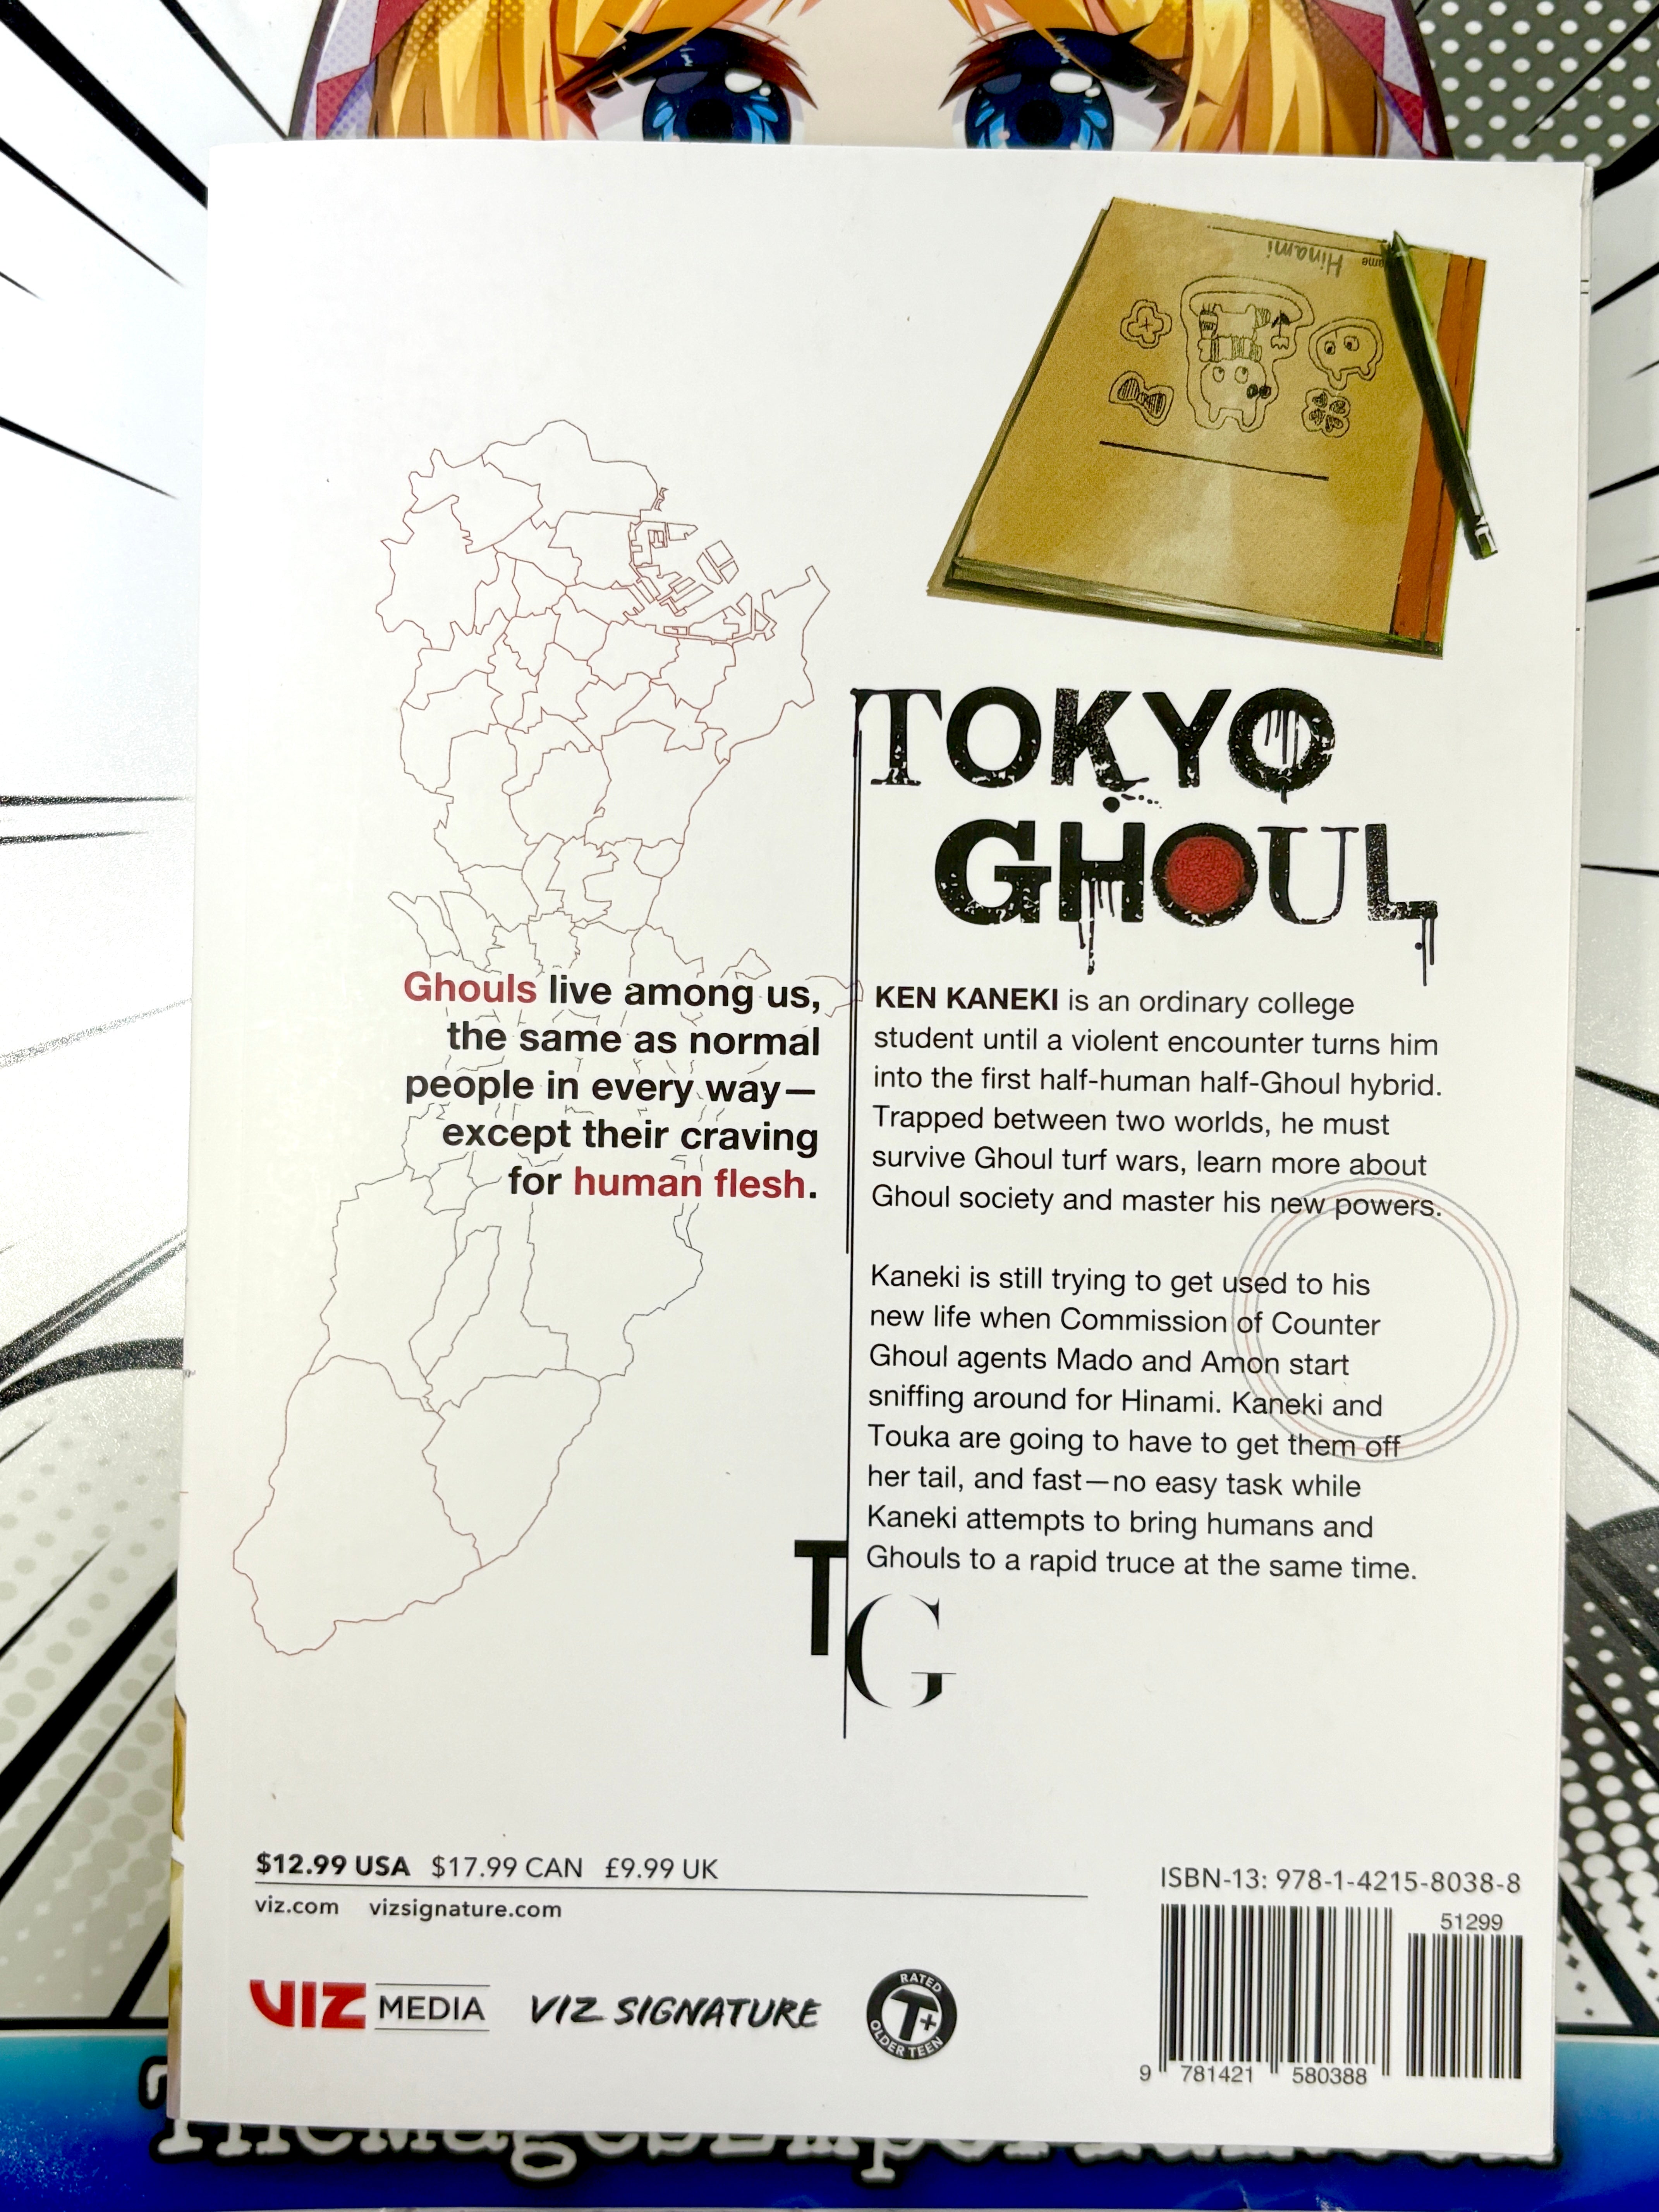 Hinami
TOKYO
GHOUL
Ghouls live among us,
the same as normal
people in every way—
except their craving
for human flesh.
KEN KANEKI is an ordinary college
student until a violent encounter turns him
into the first half-human half-Ghoul hybrid.
Trapped between two worlds, he must
survive Ghoul turf wars, learn more about
Ghoul society and master his new powers.
Kaneki is still trying to get used to his
new life when Commission of Counter
Ghoul agents Mado and Amon start
sniffing around for Hinami. Kaneki and
Touka are going to have to get them off
her tail, and fast—no easy task while
Kaneki attempts to bring humans and
Ghouls to a rapid truce at the same time.
TG
$12.99 USA $17.99 CAN £9.99 UK
viz.com vizsignature.com
VIZ MEDIA
VIZ SIGNATURE
RATED
T+
OLDER TEEN
ISBN-13: 978-1-4215-8038-8
51299
9 781421 580388